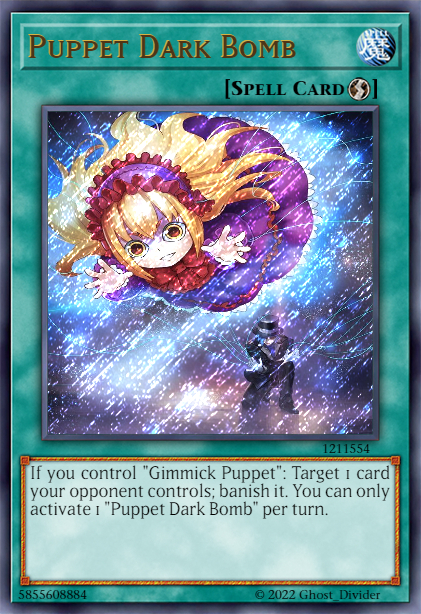 Puppet Dark Bomb
魔
[Spell Card]
1211554
If you control "Gimmick Puppet": Target 1 card
your opponent controls; banish it. You can only
activate 1 "Puppet Dark Bomb" per turn.
5855608884 © 2022 Ghost_Divider